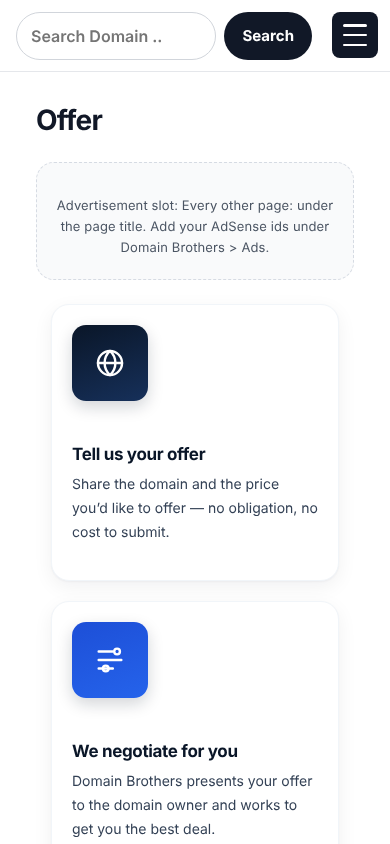 Search Domain ..
Search
Offer
Advertisement slot: Every other page: under
the page title. Add your AdSense ids under
Domain Brothers > Ads.
Tell us your offer
Share the domain and the price
you’d like to offer — no obligation, no
cost to submit.
We negotiate for you
Domain Brothers presents your offer
to the domain owner and works to
get you the best deal.